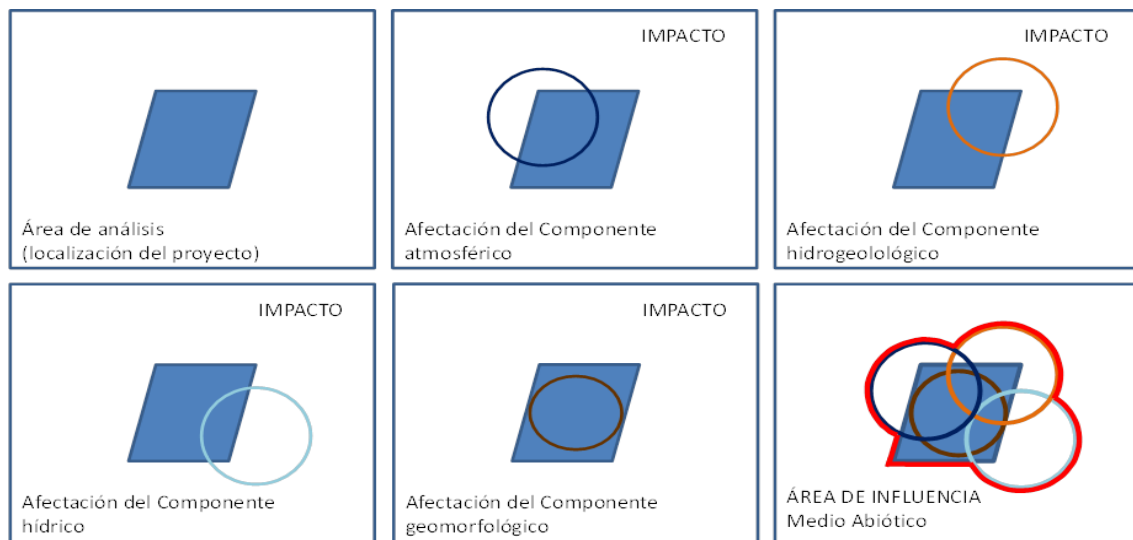 Área de análisis
(localización del proyecto)
IMPACTO
Afectación del Componente
atmosférico
IMPACTO
Afectación del Componente
hidrogeolológico
IMPACTO
Afectación del Componente
hídrico
IMPACTO
Afectación del Componente
geomorfológico
ÁREA DE INFLUENCIA
Medio Abiótico